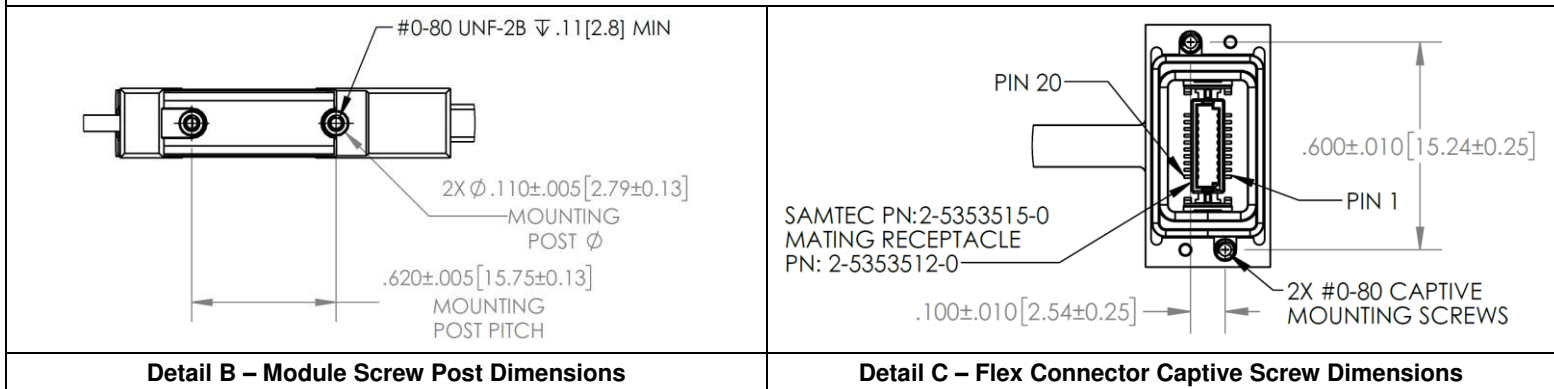 #0-80 UNF-2B ↧ .11[2.8] MIN
2X Ø .110±.005[2.79±0.13]
MOUNTING
POST Ø
.620±.005[15.75±0.13]
MOUNTING
POST PITCH
Detail B – Module Screw Post Dimensions
PIN 20
.600±.010[15.24±0.25]
PIN 1
SAMTEC PN:2-5353515-0
MATING RECEPTACLE
PN: 2-5353512-0
2X #0-80 CAPTIVE
MOUNTING SCREWS
.100±.010[2.54±0.25]
Detail C – Flex Connector Captive Screw Dimensions